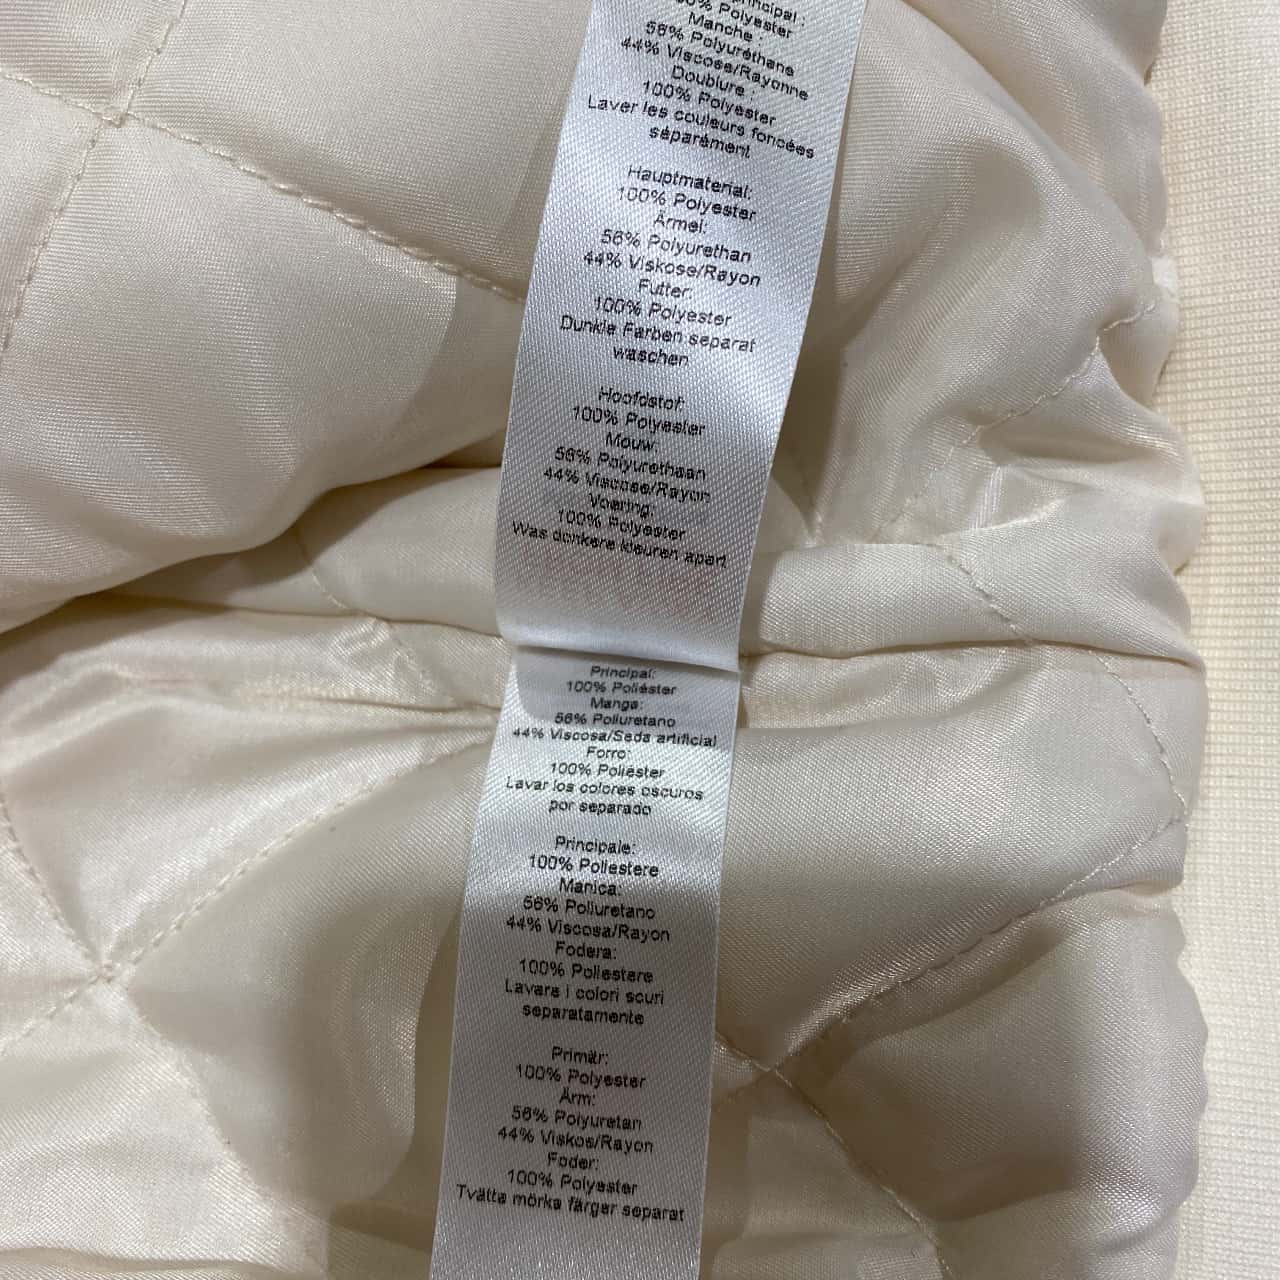 Principal :
100% Polyester
Manche :
56% Polyuréthane
44% Viscose/Rayonne
Doublure :
100% Polyester
Laver les couleurs foncées
séparément
Hauptmaterial:
100% Polyester
Ärmel:
56% Polyurethan
44% Viskose/Rayon
Futter:
100% Polyester
Dunkle Farben separat
waschen
Hoofdstof:
100% Polyester
Mouw:
56% Polyurethaan
44% Viscose/Rayon
Voering:
100% Polyester
Was donkere kleuren apart
Principal:
100% Poliéster
Manga:
56% Poliuretano
44% Viscosa/Seda artificial
Forro:
100% Poliéster
Lavar los colores oscuros
por separado
Principale:
100% Poliestere
Manica:
56% Poliuretano
44% Viscosa/Rayon
Fodera:
100% Poliestere
Lavare i colori scuri
separatamente
Primär:
100% Polyester
Ärm:
56% Polyuretan
44% Viskos/Rayon
Foder:
100% Polyester
Tvätta mörka färger separat